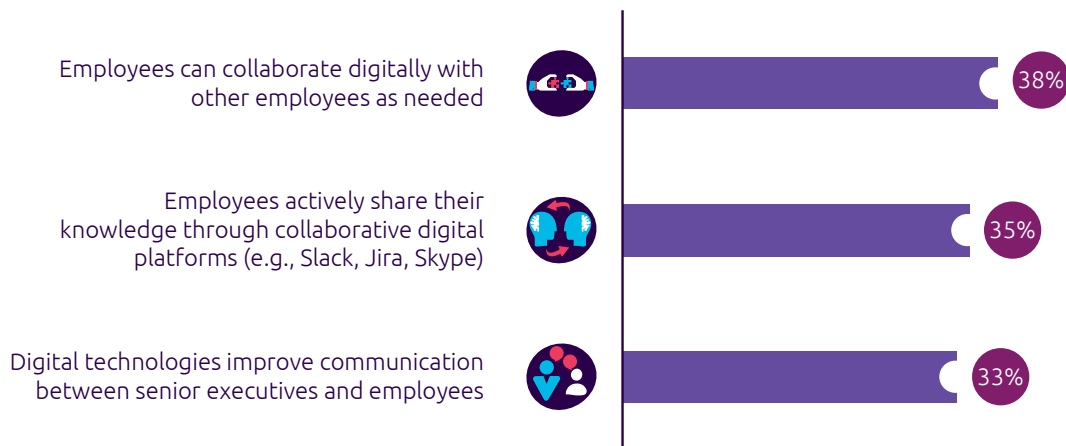 Employees can collaborate digitally with
other employees as needed
38%
Employees actively share their
knowledge through collaborative digital
platforms (e.g., Slack, Jira, Skype)
35%
Digital technologies improve communication
between senior executives and employees
33%